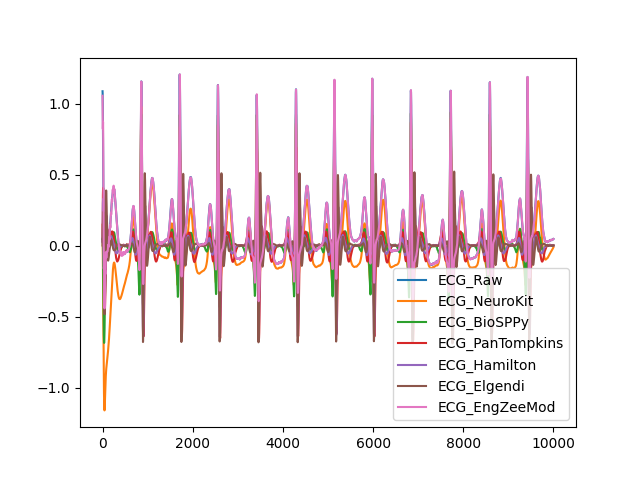 1.0
0.5
0.0
−0.5
−1.0
0
2000
4000
6000
8000
10000
ECG_Raw
ECG_NeuroKit
ECG_BioSPPy
ECG_PanTompkins
ECG_Hamilton
ECG_Elgendi
ECG_EngZeeMod